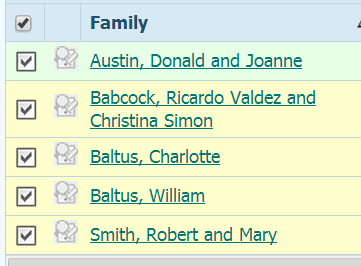 Family
Austin, Donald and Joanne
Babcock, Ricardo Valdez and
Christina Simon
Baltus, Charlotte
Baltus, William
Smith, Robert and Mary